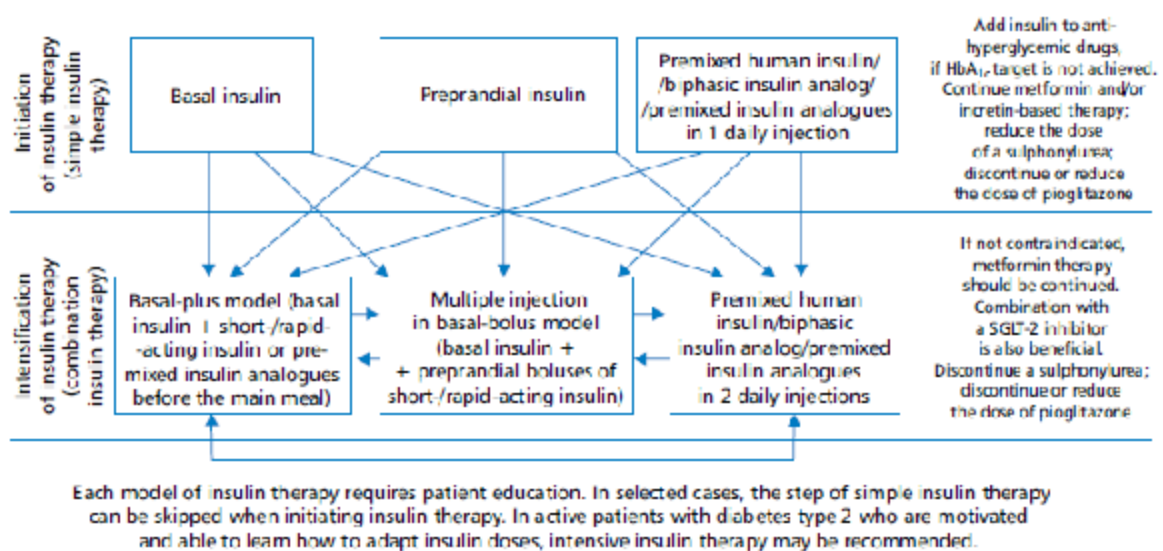 Initiation
of insulin therapy
(simple insulin
therapy)
Basal insulin
Preprandial insulin
Premixed human insulin/
/biphasic insulin analog/
/premixed insulin analogues
in 1 daily injection
Add insulin to anti-
hyperglycemic drugs,
if HbA1c target is not achieved.
Continue metformin and/or
incretin-based therapy;
reduce the dose
of a sulphonylurea;
discontinue or reduce
the dose of pioglitazone
Intensification
of insulin therapy
(combination
insulin therapy)
Basal-plus model (basal
insulin + short-/rapid-
-acting insulin or pre-
mixed insulin analogues
before the main meal)
Multiple injection
in basal-bolus model
(basal insulin +
+ preprandial boluses of
short-/rapid-acting insulin)
Premixed human
insulin/biphasic
insulin analog/premixed
insulin analogues
in 2 daily injections
If not contraindicated,
metformin therapy
should be continued.
Combination with
a SGLT-2 inhibitor
is also beneficial.
Discontinue a sulphonylurea;
discontinue or reduce
the dose of pioglitazone
Each model of insulin therapy requires patient education. In selected cases, the step of simple insulin therapy
can be skipped when initiating insulin therapy. In active patients with diabetes type 2 who are motivated
and able to learn how to adapt insulin doses, intensive insulin therapy may be recommended.